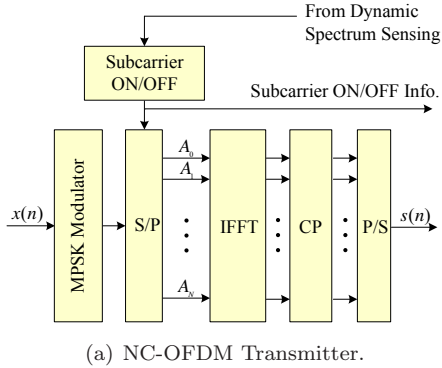 From Dynamic
Spectrum Sensing
Subcarrier
ON/OFF
Subcarrier ON/OFF Info.
x(n)
MPSK Modulator
S/P
A₀
A₁
A_N
IFFT
CP
P/S
s(n)
(a) NC-OFDM Transmitter.